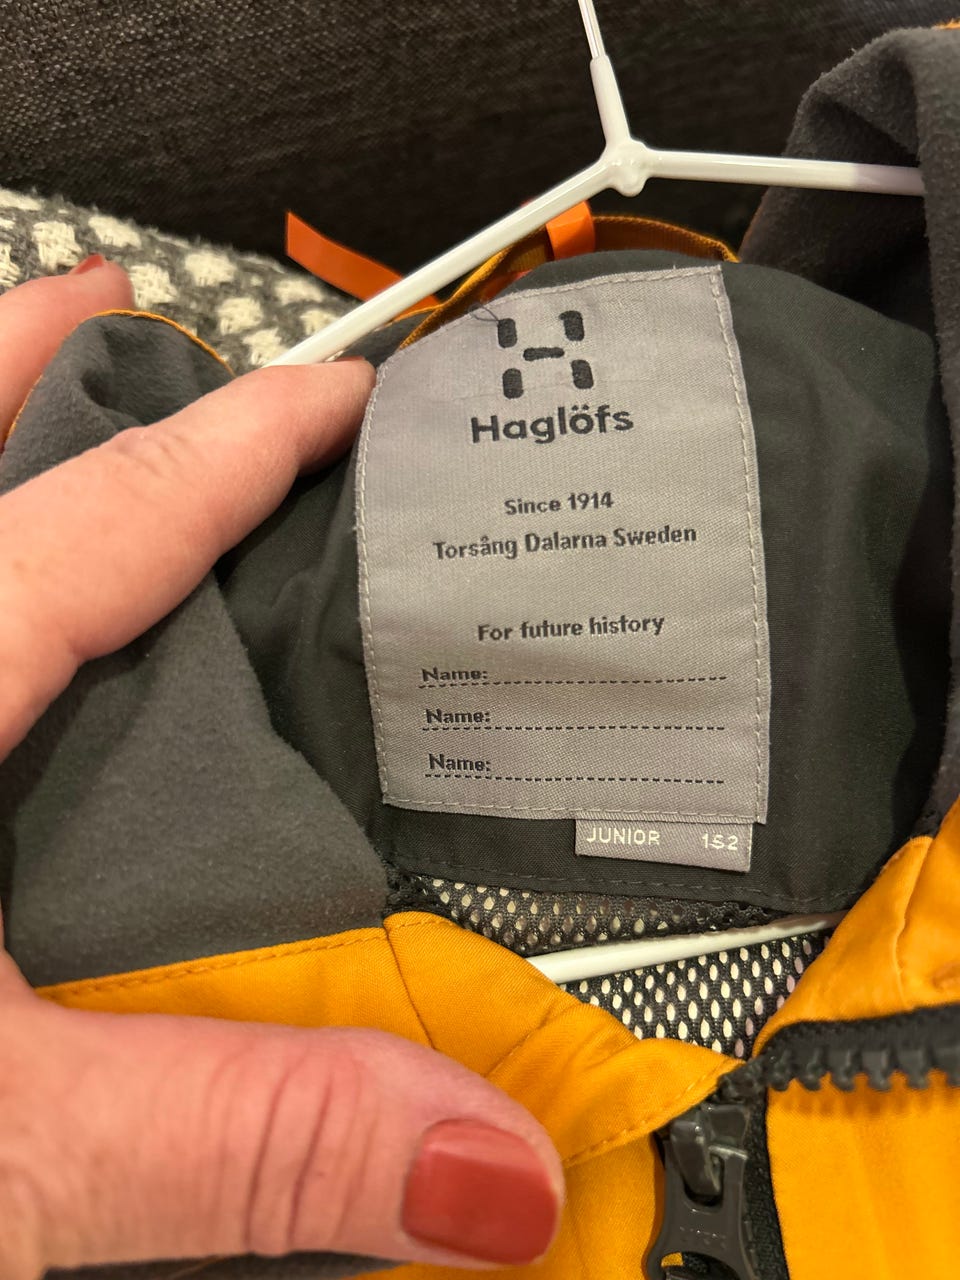 Haglöfs
Since 1914
Torsång Dalarna Sweden
For future history
Name:
Name:
Name:
JUNIOR 152